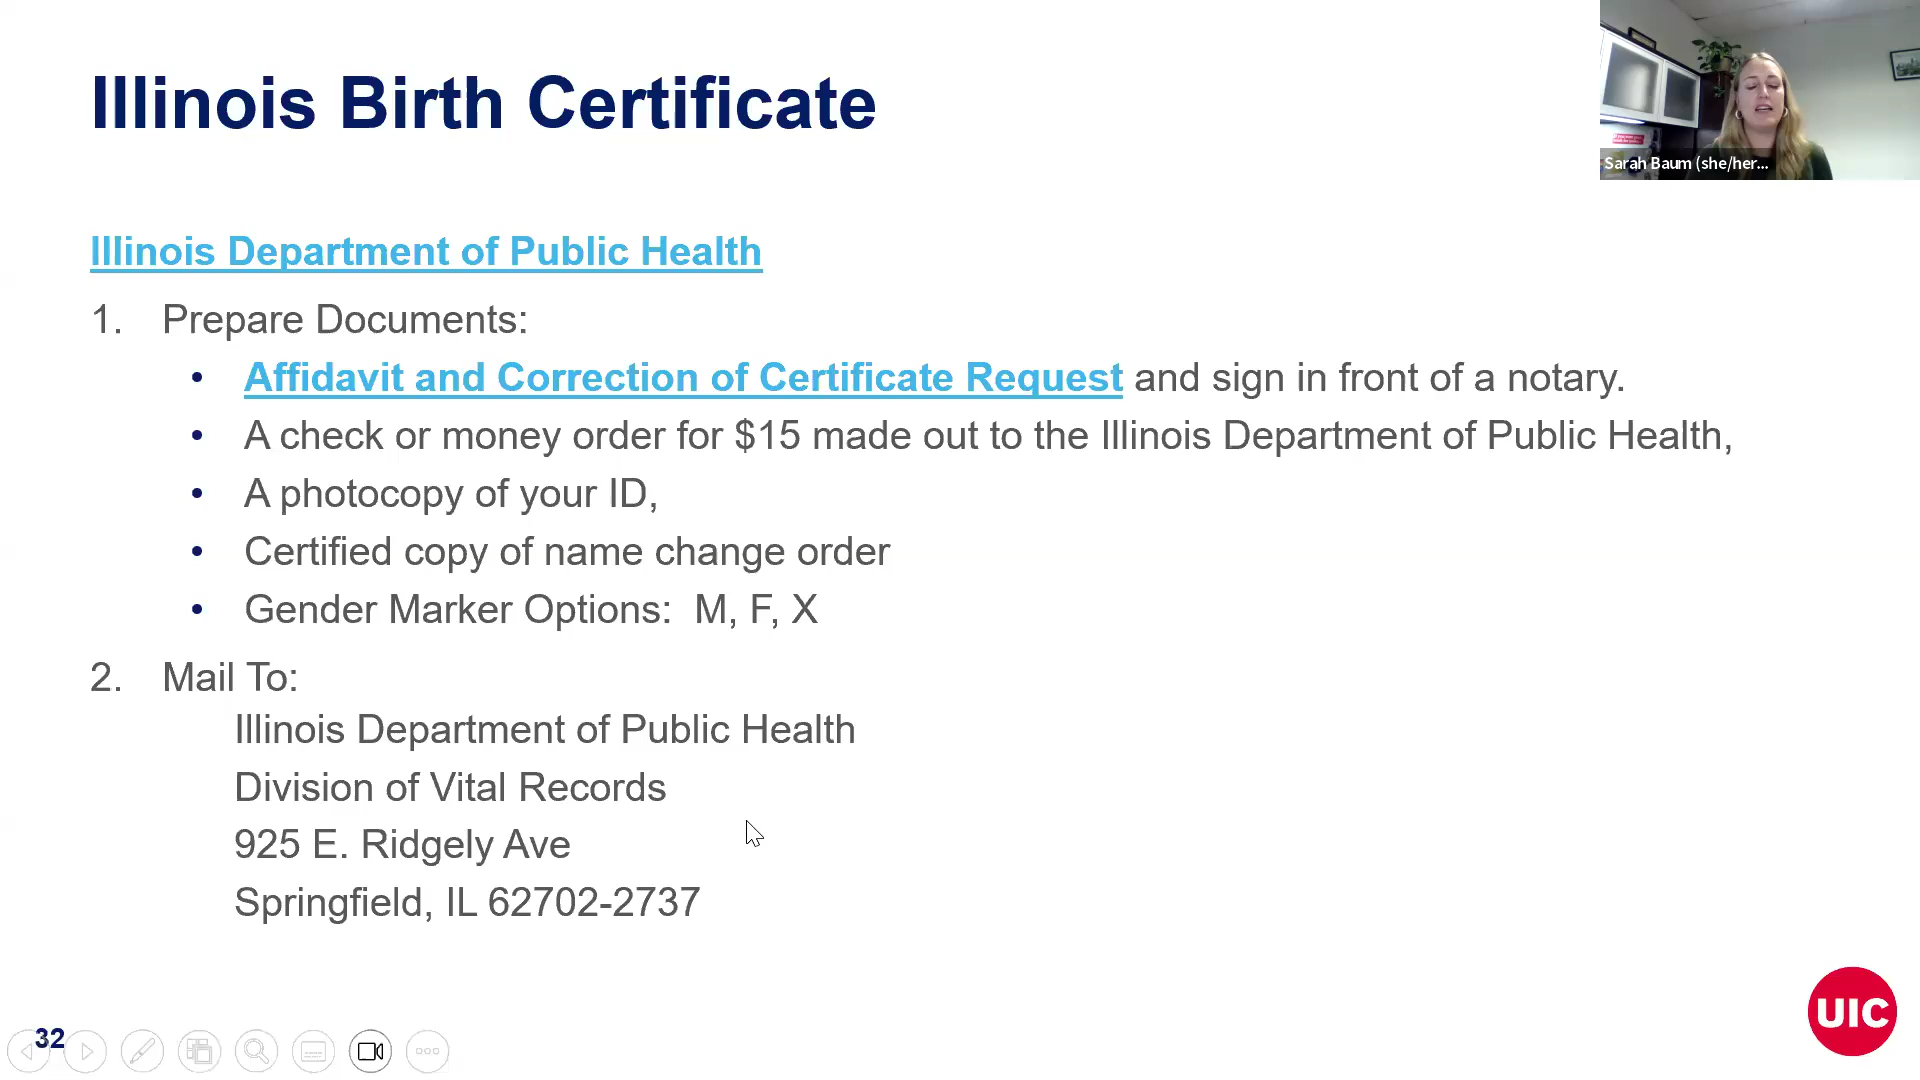 Illinois Birth Certificate
Sarah Baum (she/her...
Illinois Department of Public Health
1. Prepare Documents:
• Affidavit and Correction of Certificate Request and sign in front of a notary.
• A check or money order for $15 made out to the Illinois Department of Public Health,
• A photocopy of your ID,
• Certified copy of name change order
• Gender Marker Options: M, F, X
2. Mail To:
Illinois Department of Public Health
Division of Vital Records
925 E. Ridgely Ave
Springfield, IL 62702-2737
32
UIC